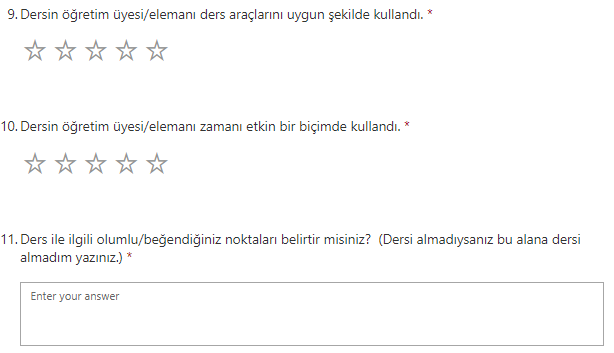 9. Dersin öğretim üyesi/elemanı ders araçlarını uygun şekilde kullandı. *
10. Dersin öğretim üyesi/elemanı zamanı etkin bir biçimde kullandı. *
11. Ders ile ilgili olumlu/beğendiğiniz noktaları belirtir misiniz? (Dersi almadıysanız bu alana dersi
almadım yazınız.) *
Enter your answer